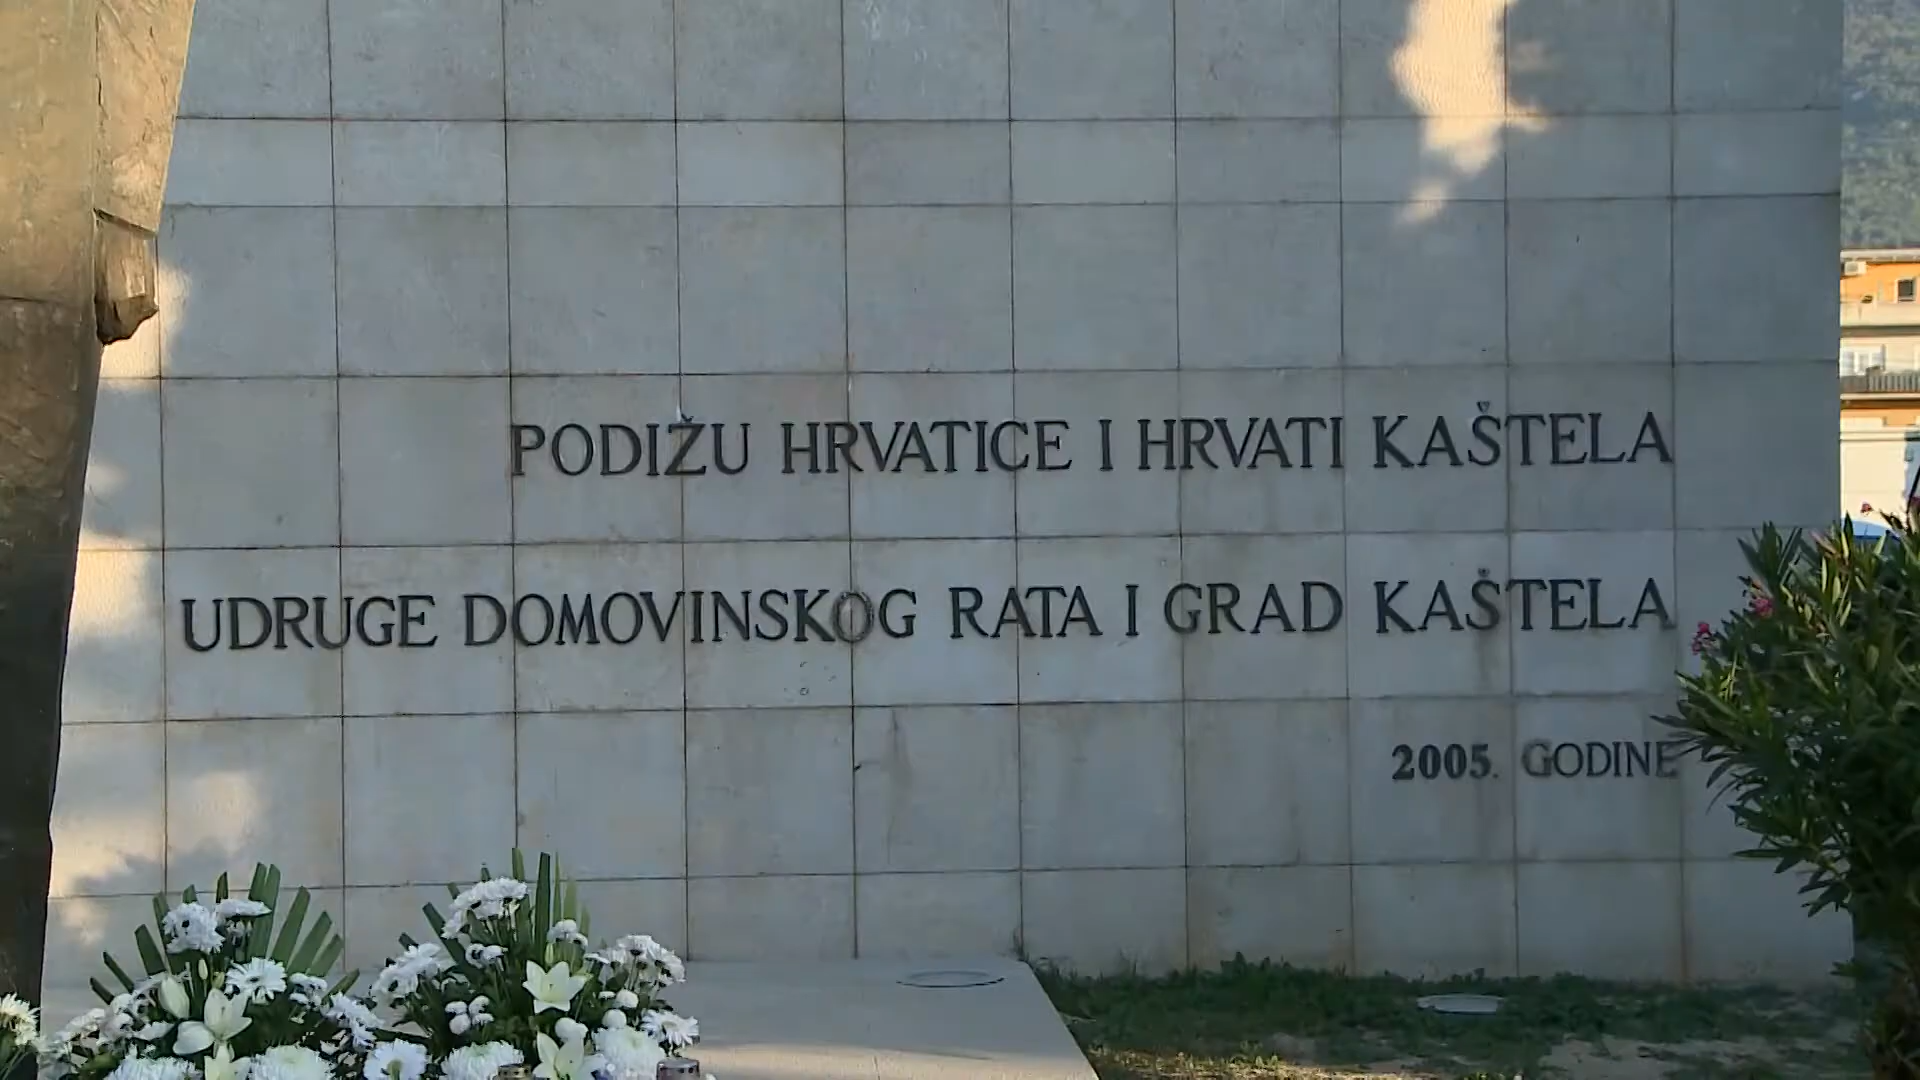 PODIŽU HRVATICE I HRVATI KAŠTELA
UDRUGE DOMOVINSKOG RATA I GRAD KAŠTELA
2005. GODINE